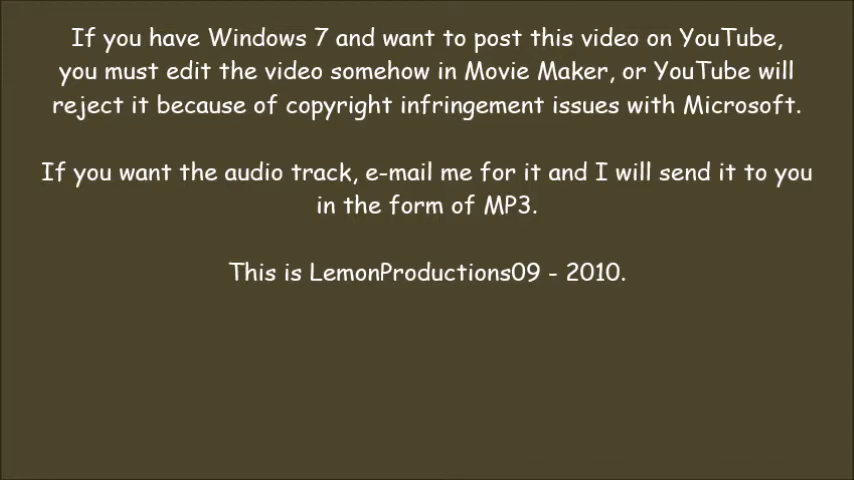 If you have Windows 7 and want to post this video on YouTube,
you must edit the video somehow in Movie Maker, or YouTube will
reject it because of copyright infringement issues with Microsoft.
If you want the audio track, e-mail me for it and I will send it to you
in the form of MP3.
This is LemonProductions09 - 2010.